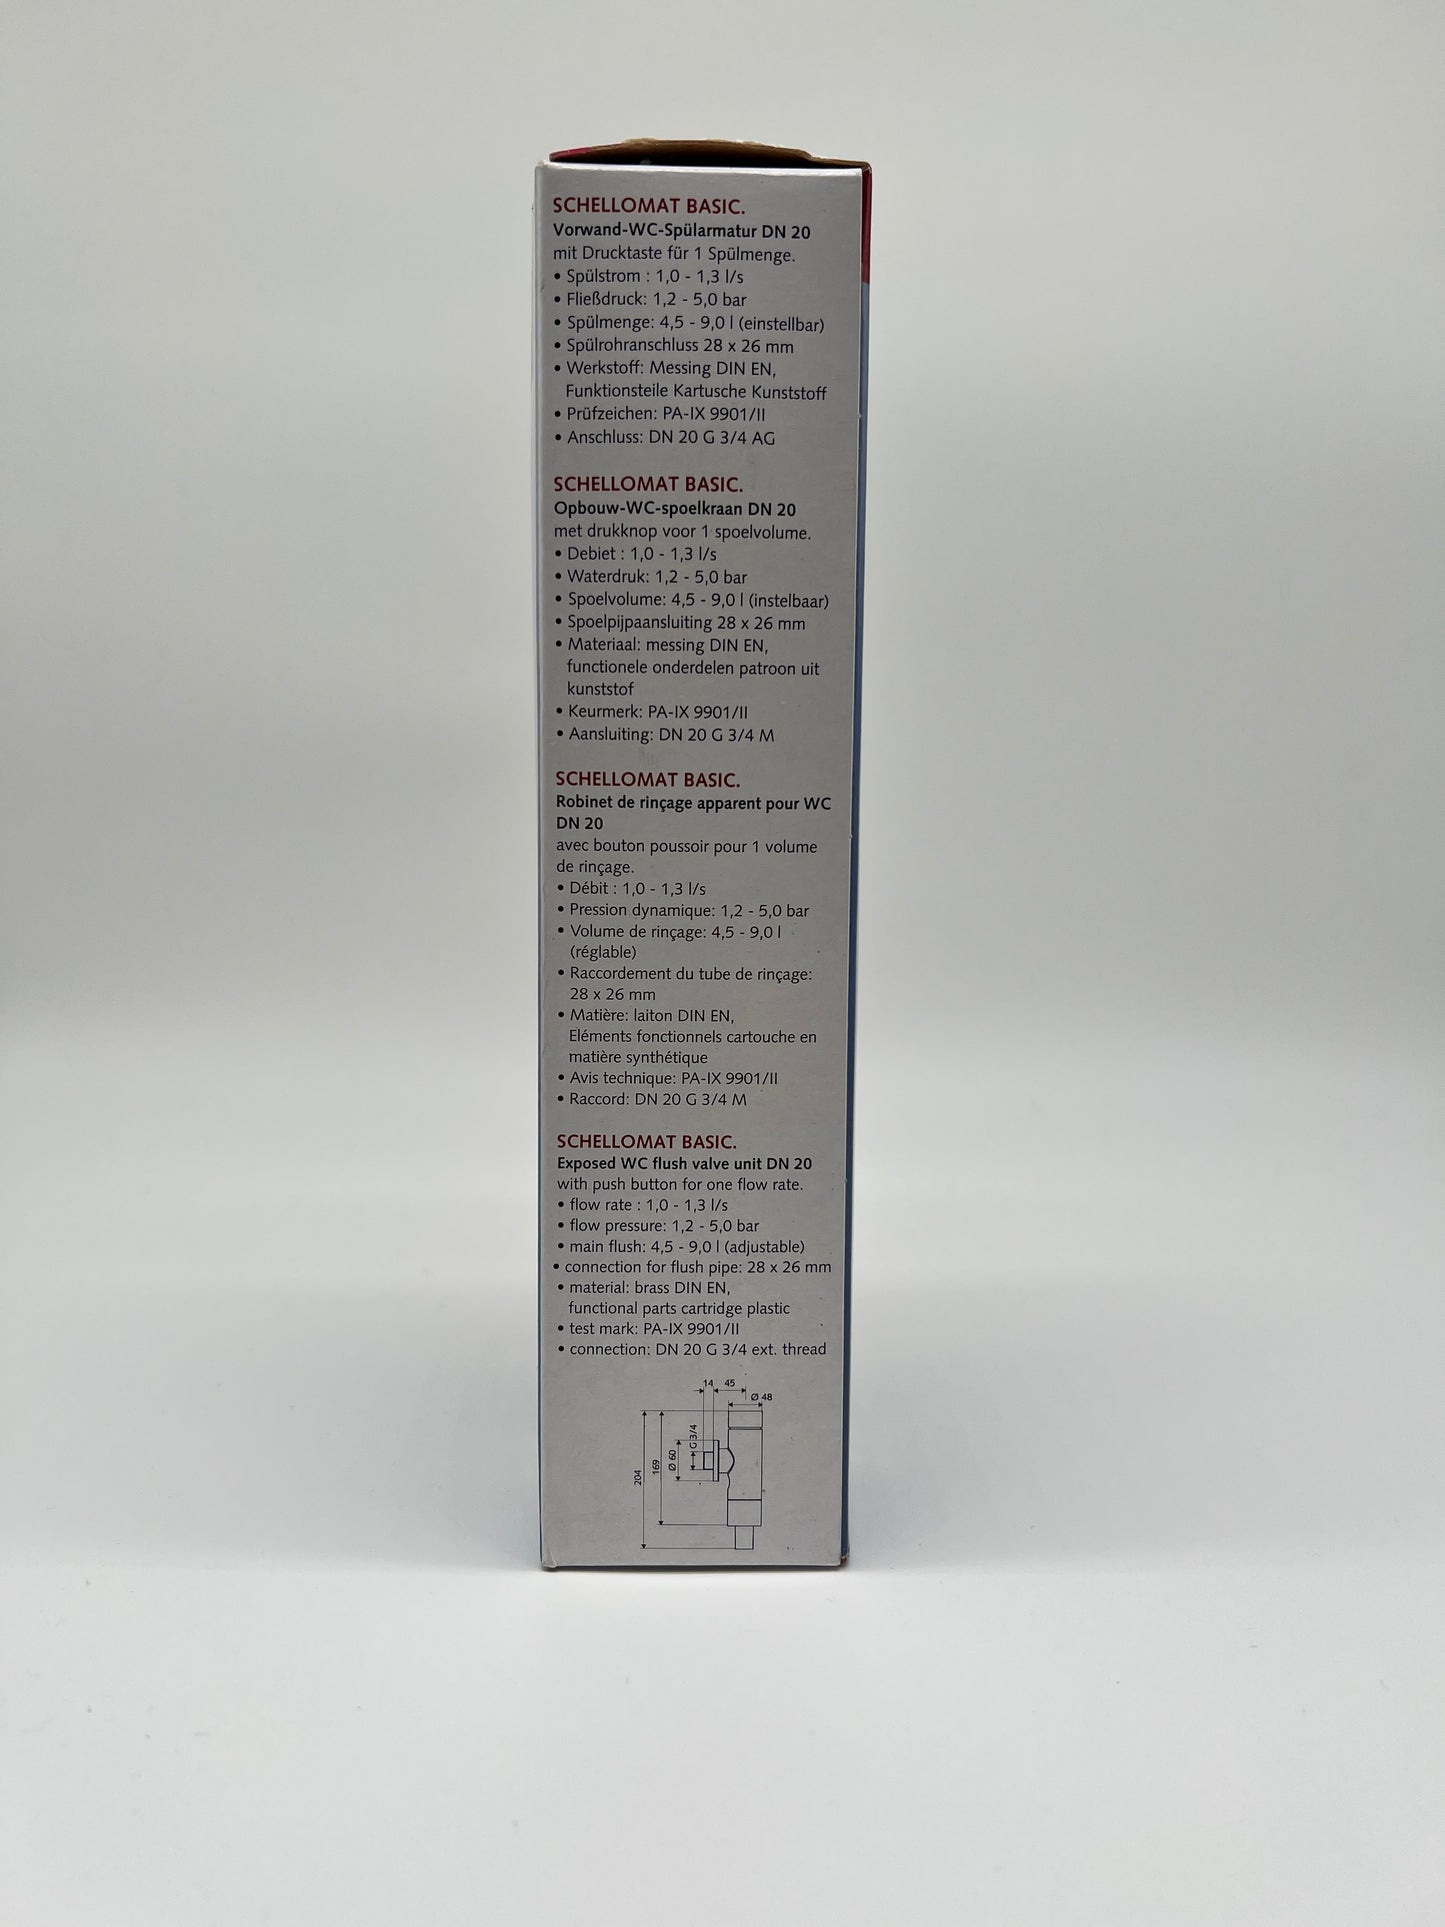 SCHELLOMAT BASIC.
Vorwand-WC-Spülarmatur DN 20
mit Drucktaste für 1 Spülmenge.
• Spülstrom : 1,0 - 1,3 l/s
• Fließdruck: 1,2 - 5,0 bar
• Spülmenge: 4,5 - 9,0 l (einstellbar)
• Spülrohranschluss 28 x 26 mm
• Werkstoff: Messing DIN EN,
Funktionsteile Kartusche Kunststoff
• Prüfzeichen: PA-IX 9901/II
• Anschluss: DN 20 G 3/4 AG
SCHELLOMAT BASIC.
Opbouw-WC-spoelkraan DN 20
met drukknop voor 1 spoelvolume.
• Debiet : 1,0 - 1,3 l/s
• Waterdruk: 1,2 - 5,0 bar
• Spoelvolume: 4,5 - 9,0 l (instelbaar)
• Spoelpijpaansluiting 28 x 26 mm
• Materiaal: messing DIN EN,
functionele onderdelen patroon uit
kunststof
• Keurmerk: PA-IX 9901/II
• Aansluiting: DN 20 G 3/4 M
SCHELLOMAT BASIC.
Robinet de rinçage apparent pour WC
DN 20
avec bouton poussoir pour 1 volume
de rinçage.
• Débit : 1,0 - 1,3 l/s
• Pression dynamique: 1,2 - 5,0 bar
• Volume de rinçage: 4,5 - 9,0 l
(réglable)
• Raccordement du tube de rinçage:
28 x 26 mm
• Matière: laiton DIN EN,
Eléments fonctionnels cartouche en
matière synthétique
• Avis technique: PA-IX 9901/II
• Raccord: DN 20 G 3/4 M
SCHELLOMAT BASIC.
Exposed WC flush valve unit DN 20
with push button for one flow rate.
• flow rate : 1,0 - 1,3 l/s
• flow pressure: 1,2 - 5,0 bar
• main flush: 4,5 - 9,0 l (adjustable)
• connection for flush pipe: 28 x 26 mm
• material: brass DIN EN,
functional parts cartridge plastic
• test mark: PA-IX 9901/II
• connection: DN 20 G 3/4 ext. thread
14 45
Ø 48
204
169
Ø 60
G 3/4